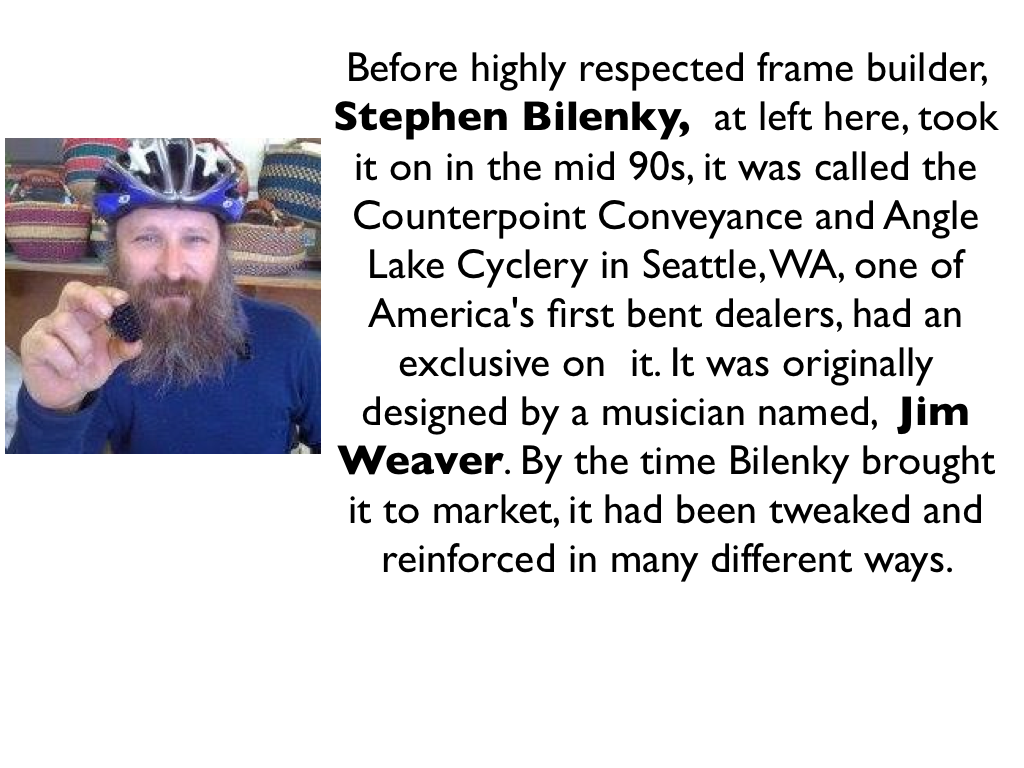 Before highly respected frame builder,
Stephen Bilenky,  at left here, took
it on in the mid 90s, it was called the
Counterpoint Conveyance and Angle
Lake Cyclery in Seattle, WA, one of
America's first bent dealers, had an
exclusive on  it. It was originally
designed by a musician named,  Jim
Weaver. By the time Bilenky brought
it to market, it had been tweaked and
reinforced in many different ways.